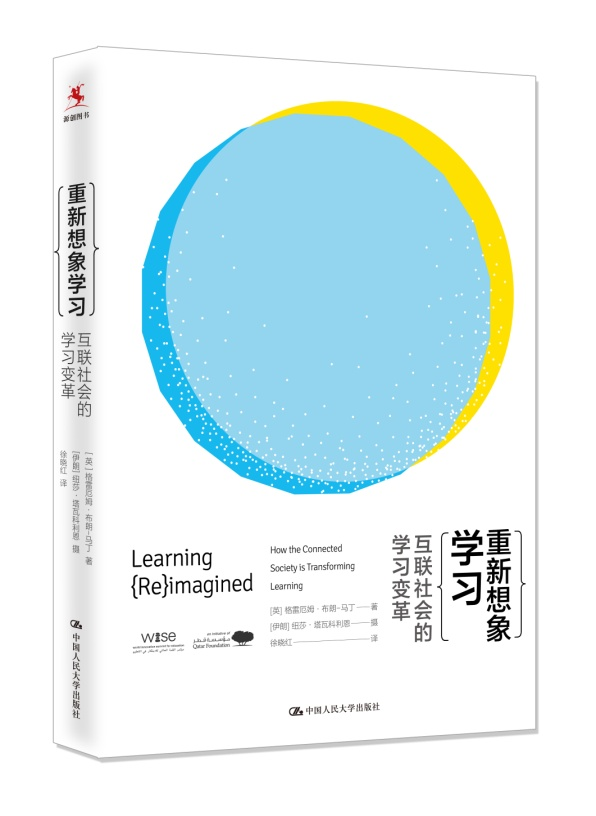 源创图书
重新想象学习
互联社会的
学习变革
[英] 格雷厄姆·布朗-马丁 著
[伊朗] 纽莎·塔瓦科利恩 摄
徐晓红 译
中国人民大学出版社
Learning
{Re}imagined
How the Connected
Society is Transforming
Learning
重新想象
学习
互联社会的
学习变革
[英] 格雷厄姆·布朗-马丁——著
[伊朗] 纽莎·塔瓦科利恩——摄
徐晓红——译
wise
an initiative of
مؤسسة قطر
Qatar Foundation
中国人民大学出版社